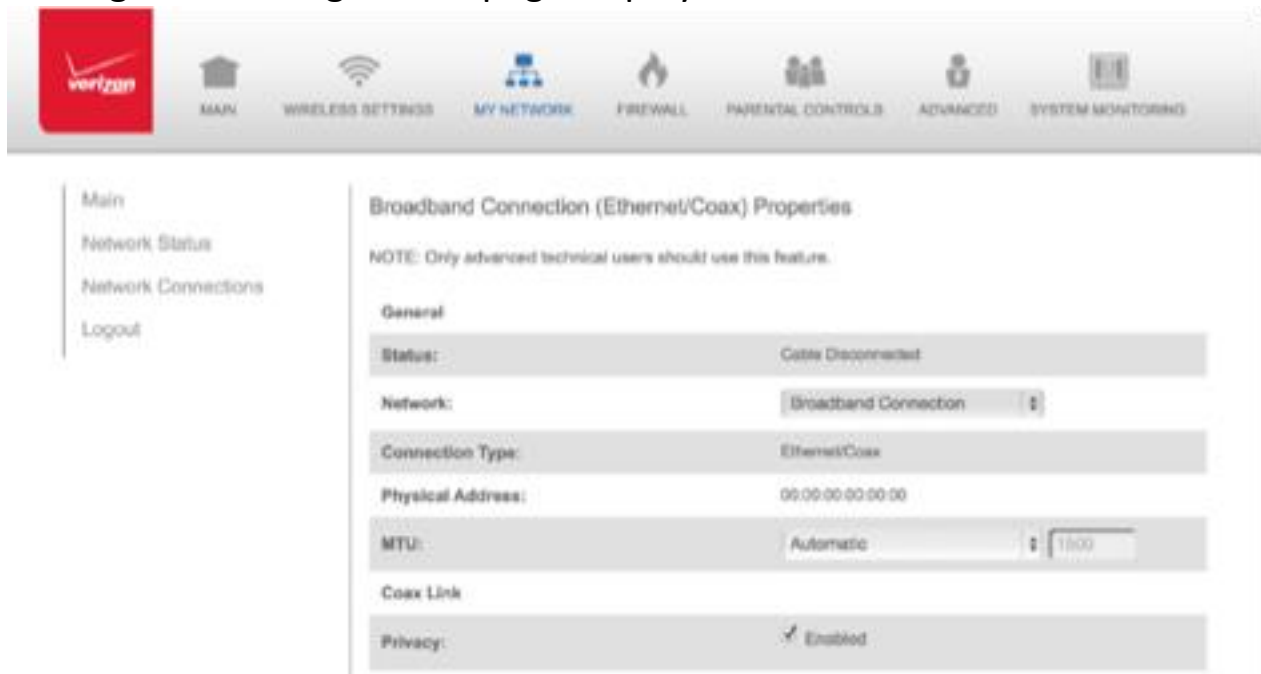 verizon
MAIN
WIRELESS SETTINGS
MY NETWORK
FIREWALL
PARENTAL CONTROLS
ADVANCED
SYSTEM MONITORING
Main
Network Status
Network Connections
Logout
Broadband Connection (Ethernet/Coax) Properties
NOTE: Only advanced technical users should use this feature.
General
Status: Cable Disconnected
Network: Broadband Connection
Connection Type: Ethernet/Coax
Physical Address: 00:00:00:00:00:00
MTU: Automatic 1500
Coax Link
Privacy: Enabled